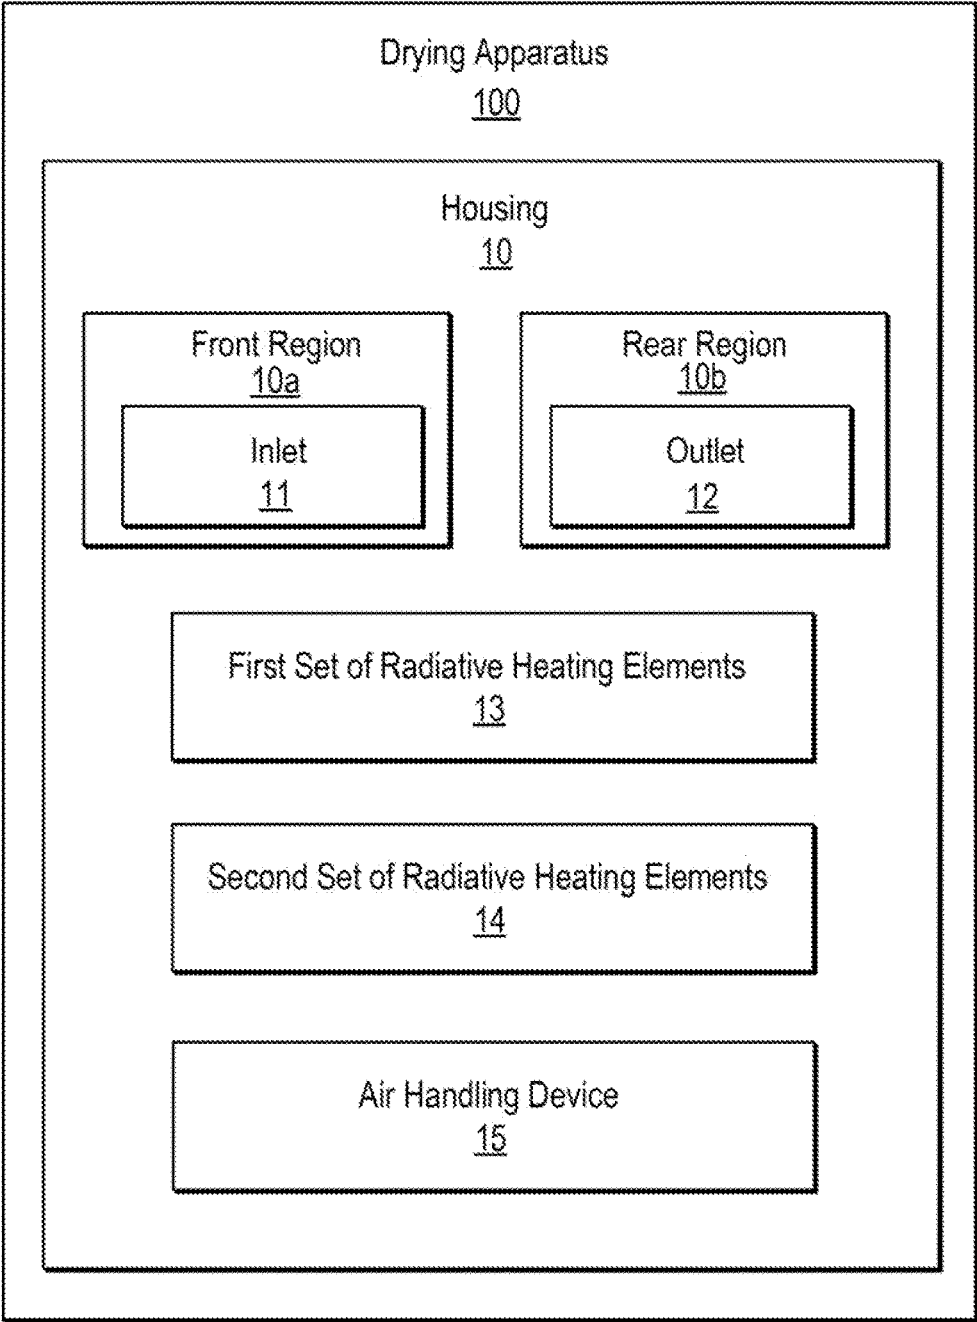 Drying Apparatus
100
Housing
10
Front Region
10a
Inlet
11
Rear Region
10b
Outlet
12
First Set of Radiative Heating Elements
13
Second Set of Radiative Heating Elements
14
Air Handling Device
15